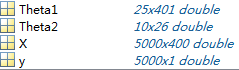 Theta1 25x401 double
Theta2 10x26 double
X 5000x400 double
y 5000x1 double